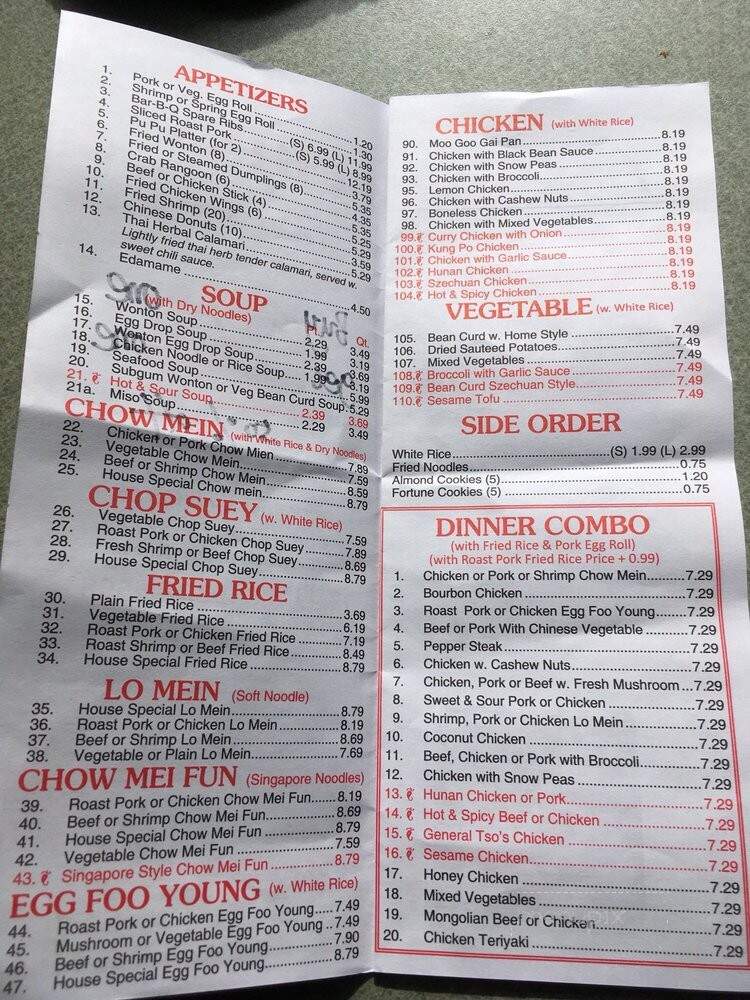 APPETIZERS
1. Pork or Veg. Egg Roll 1.20
2. Shrimp or Spring Egg Roll 1.30
3. Bar-B-Q Spare Ribs (S) 6.99 (L) 11.99
4. Sliced Roast Pork (S) 5.99 (L) 8.99
5. Pu Pu Platter (for 2) 12.19
6. Fried Wonton (8) 3.79
7. Fried or Steamed Dumplings (8) 5.35
8. Crab Rangoon (6) 4.35
9. Beef or Chicken Stick (4) 5.35
10. Fried Chicken Wings (6) 5.25
11. Fried Shrimp (20) 5.29
12. Chinese Donuts (10) 3.59
13. Thai Herbal Calamari 5.29
Lightly fried thai herb tender calamari, served w.
sweet chili sauce.
14. Edamame 4.50
SOUP
(with Dry Noodles) Qt.
15. Wonton Soup 2.29 3.49
16. Egg Drop Soup 1.99 3.19
17. Wonton Egg Drop Soup 2.39 3.69
18. Chicken Noodle or Rice Soup 1.99 3.19
19. Seafood Soup 5.99
20. Subgum Wonton or Veg Bean Curd Soup 5.29
21. Hot & Sour Soup 2.39 3.69
21a. Miso Soup 2.29 3.49
CHOW MEIN (with White Rice & Dry Noodles)
22. Chicken or Pork Chow Mien 7.89
23. Vegetable Chow Mein 7.59
24. Beef or Shrimp Chow Mein 8.59
25. House Special Chow mein 8.79
CHOP SUEY (w. White Rice)
26. Vegetable Chop Suey 7.59
27. Roast Pork or Chicken Chop Suey 7.89
28. Fresh Shrimp or Beef Chop Suey 8.69
29. House Special Chop Suey 8.79
FRIED RICE
30. Plain Fried Rice 3.69
31. Vegetable Fried Rice 6.19
32. Roast Pork or Chicken Fried Rice 7.19
33. Roast Shrimp or Beef Fried Rice 8.49
34. House Special Fried Rice 8.79
LO MEIN (Soft Noodle)
35. House Special Lo Mein 8.79
36. Roast Pork or Chicken Lo Mein 8.19
37. Beef or Shrimp Lo Mein 8.69
38. Vegetable or Plain Lo Mein 7.69
CHOW MEI FUN (Singapore Noodles)
39. Roast Pork or Chicken Chow Mei Fun 8.19
40. Beef or Shrimp Chow Mei Fun 8.69
41. House Special Chow Mei Fun 8.79
42. Vegetable Chow Mei Fun 7.59
43. Singapore Style Chow Mei Fun 8.79
EGG FOO YOUNG (w. White Rice)
44. Roast Pork or Chicken Egg Foo Young 7.49
45. Mushroom or Vegetable Egg Foo Young 7.49
46. Beef or Shrimp Egg Foo Young 7.90
47. House Special Egg Foo Young 8.79
CHICKEN (with White Rice)
90. Moo Goo Gai Pan 8.19
91. Chicken with Black Bean Sauce 8.19
92. Chicken with Snow Peas 8.19
93. Chicken with Broccoli 8.19
95. Lemon Chicken 8.19
96. Chicken with Cashew Nuts 8.19
97. Boneless Chicken 8.19
98. Chicken with Mixed Vegetables 8.19
99. Curry Chicken with Onion 8.19
100. Kung Po Chicken 8.19
101. Chicken with Garlic Sauce 8.19
102. Hunan Chicken 8.19
103. Szechuan Chicken 8.19
104. Hot & Spicy Chicken 8.19
VEGETABLE (w. White Rice)
105. Bean Curd w. Home Style 7.49
106. Dried Sauteed Potatoes 7.49
107. Mixed Vegetables 7.49
108. Broccoli with Garlic Sauce 7.49
109. Bean Curd Szechuan Style 7.49
110. Sesame Tofu 7.49
SIDE ORDER
White Rice (S) 1.99 (L) 2.99
Fried Noodles 0.75
Almond Cookies (5) 1.20
Fortune Cookies (5) 0.75
DINNER COMBO
(with Fried Rice & Pork Egg Roll)
(with Roast Pork Fried Rice Price + 0.99)
1. Chicken or Pork or Shrimp Chow Mein 7.29
2. Bourbon Chicken 7.29
3. Roast Pork or Chicken Egg Foo Young 7.29
4. Beef or Pork With Chinese Vegetable 7.29
5. Pepper Steak 7.29
6. Chicken w. Cashew Nuts 7.29
7. Chicken, Pork or Beef w. Fresh Mushroom 7.29
8. Sweet & Sour Pork or Chicken 7.29
9. Shrimp, Pork or Chicken Lo Mein 7.29
10. Coconut Chicken 7.29
11. Beef, Chicken or Pork with Broccoli 7.29
12. Chicken with Snow Peas 7.29
13. Hunan Chicken or Pork 7.29
14. Hot & Spicy Beef or Chicken 7.29
15. General Tso's Chicken 7.29
16. Sesame Chicken 7.29
17. Honey Chicken 7.29
18. Mixed Vegetables 7.29
19. Mongolian Beef or Chicken 7.29
20. Chicken Teriyaki 7.29